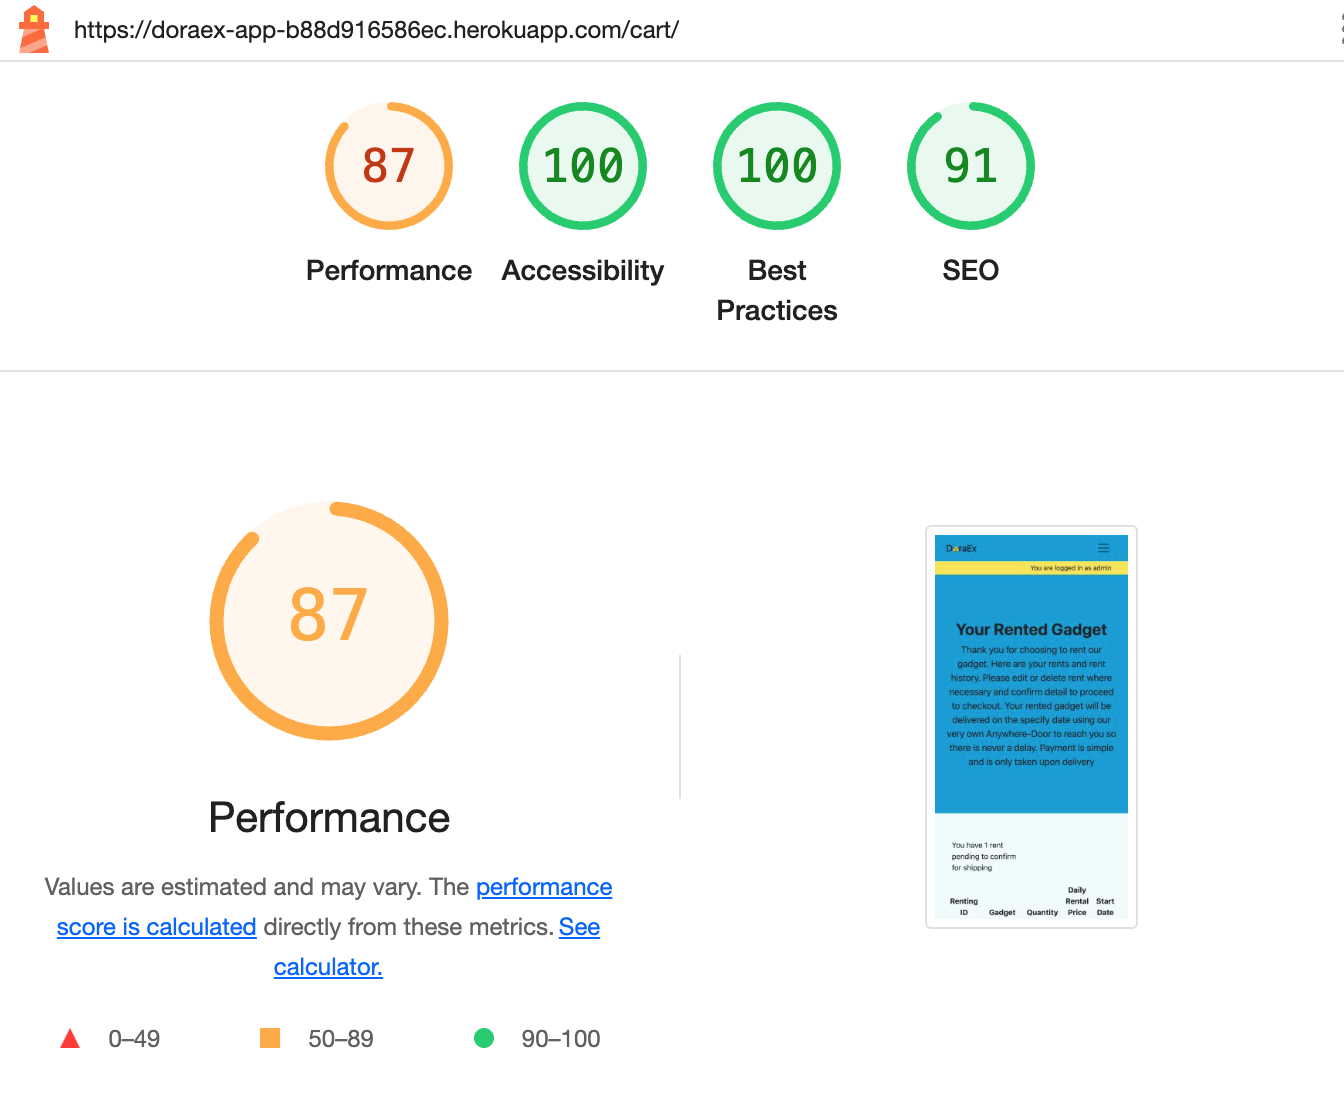 https://doraex-app-b88d916586ec.herokuapp.com/cart/
87
100
100
91
Performance
Accessibility
Best
Practices
SEO
87
Performance
Values are estimated and may vary. The performance
score is calculated directly from these metrics. See
calculator.
0–49
50–89
90–100
DoraEx
You are logged in as admin
Your Rented Gadget
Thank you for choosing to rent our
gadget. Here are your rents and rent
history. Please edit or delete rent where
necessary and confirm detail to proceed
to checkout. Your rented gadget will be
delivered on the specify date using our
very own Anywhere-Door to reach you so
there is never a delay. Payment is simple
and is only taken upon delivery
You have 1 rent
pending to confirm
for shipping
Renting
ID
Gadget
Quantity
Daily
Rental
Price
Start
Date